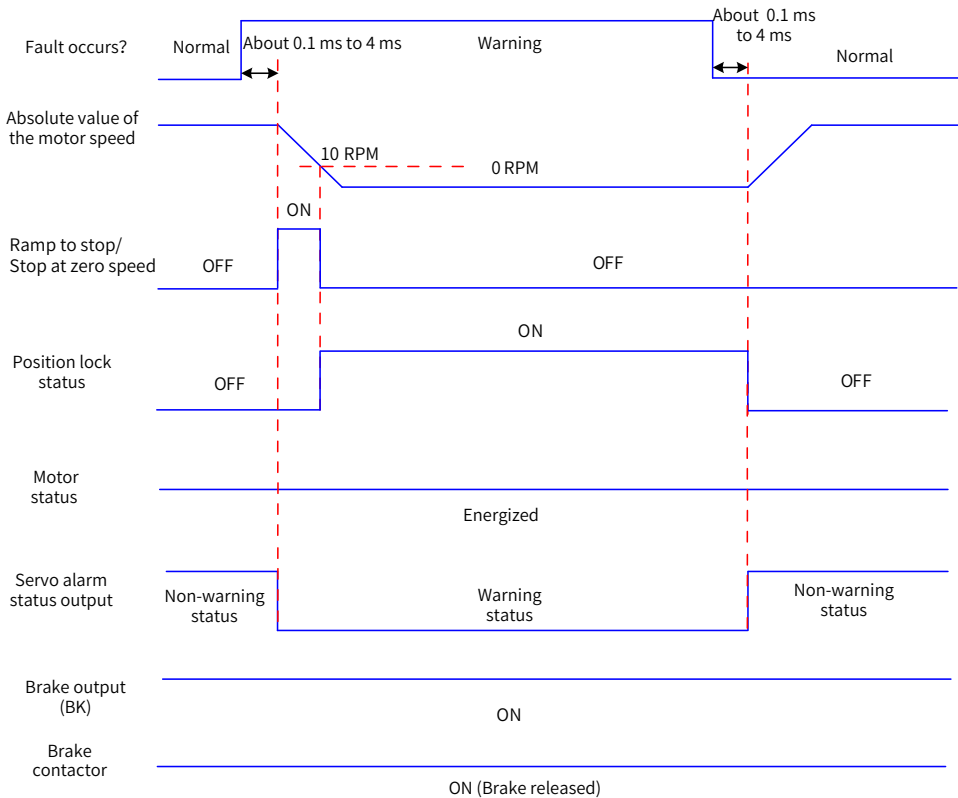 About 0.1 ms
to 4 ms
Fault occurs?
Normal
About 0.1 ms to 4 ms
Warning
Normal
Absolute value of
the motor speed
10 RPM
0 RPM
ON
Ramp to stop/
Stop at zero speed
OFF
OFF
ON
Position lock
status
OFF
OFF
Motor
status
Energized
Servo alarm
status output
Non-warning
status
Warning
status
Non-warning
status
Brake output
(BK)
ON
Brake
contactor
ON (Brake released)